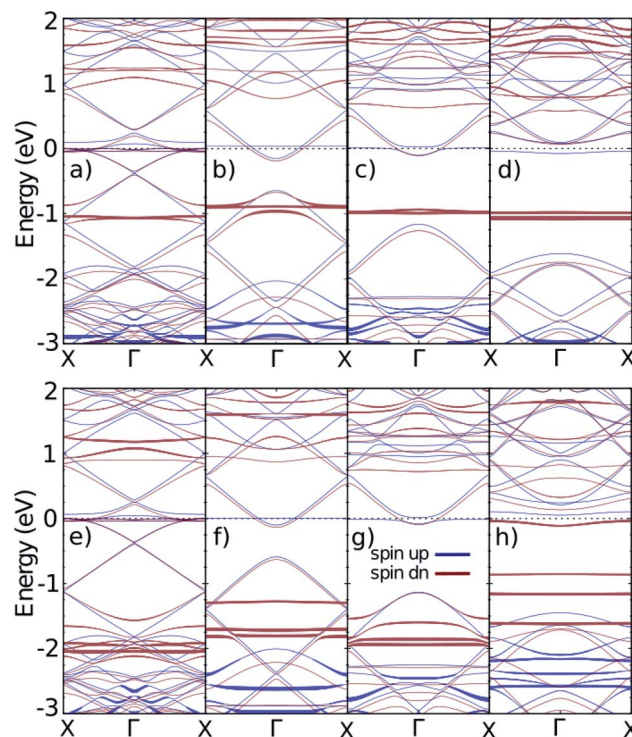 2
1
0
-1
-2
-3
Energy (eV)
a)
b)
c)
d)
X Γ X Γ X Γ X Γ X
2
1
0
-1
-2
-3
Energy (eV)
e)
f)
g)
h)
spin up
spin dn
X Γ X Γ X Γ X Γ X